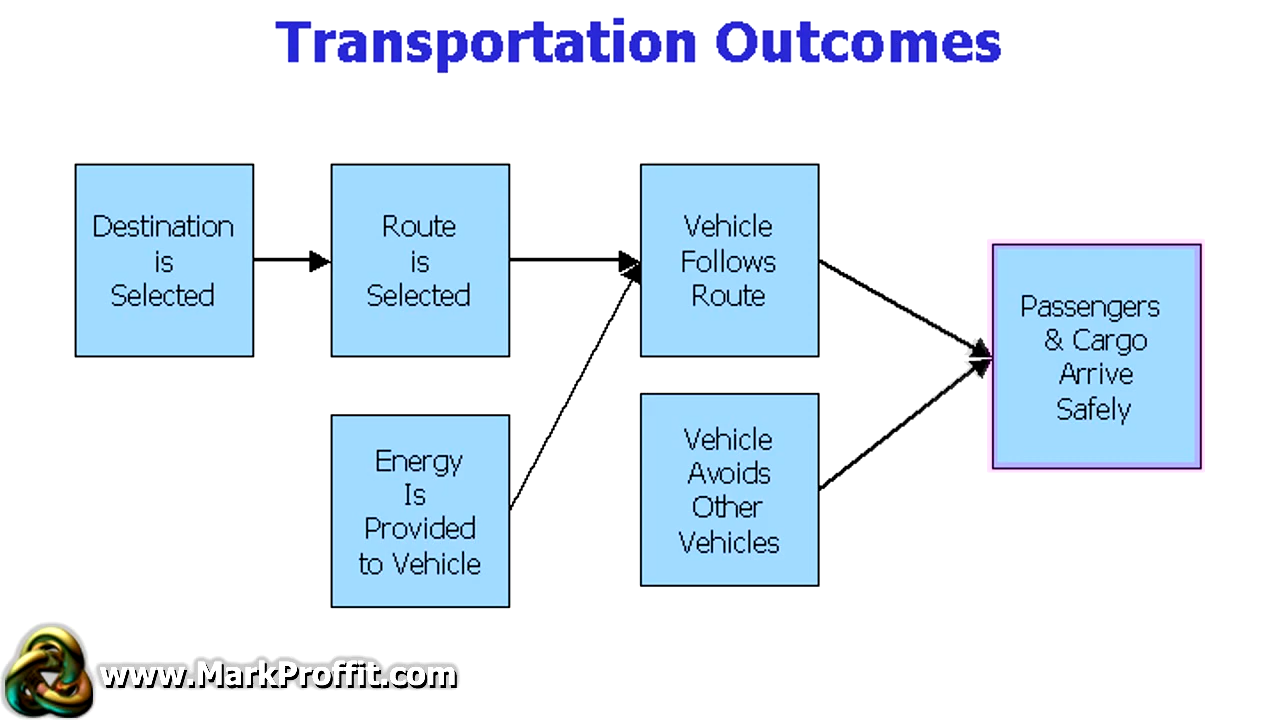 Transportation Outcomes
Destination
is
Selected
Route
is
Selected
Vehicle
Follows
Route
Passengers
& Cargo
Arrive
Safely
Energy
Is
Provided
to Vehicle
Vehicle
Avoids
Other
Vehicles
www.MarkProffit.com